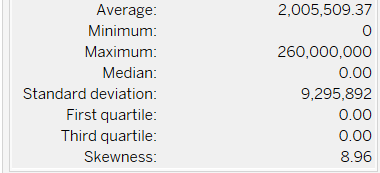 Average: 2,005,509.37
Minimum: 0
Maximum: 260,000,000
Median: 0.00
Standard deviation: 9,295,892
First quartile: 0.00
Third quartile: 0.00
Skewness: 8.96